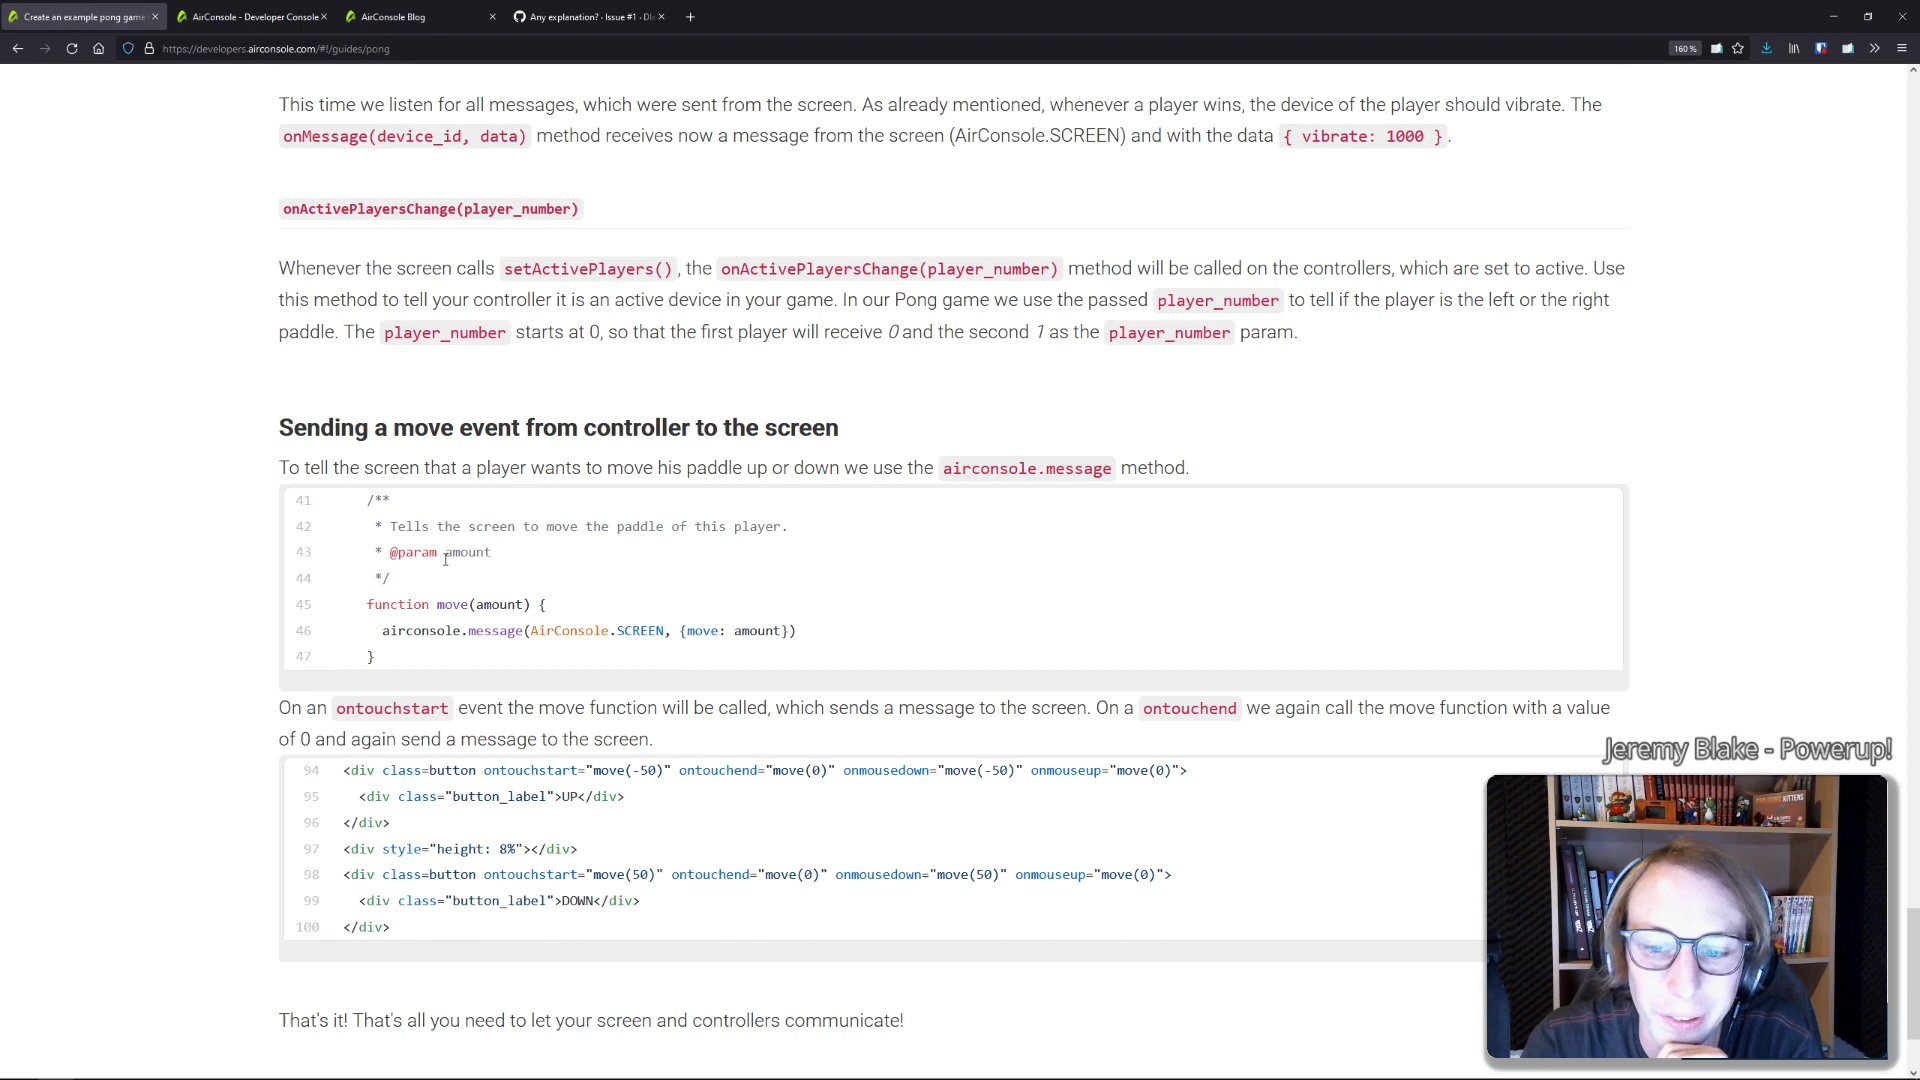 Create an example pong game
AirConsole - Developer Console
AirConsole Blog
Any explanation? · Issue #1 · Dla
https://developers.airconsole.com/#!/guides/pong
160 %
This time we listen for all messages, which were sent from the screen. As already mentioned, whenever a player wins, the device of the player should vibrate. The
onMessage(device_id, data) method receives now a message from the screen (AirConsole.SCREEN) and with the data { vibrate: 1000 }.
onActivePlayersChange(player_number)
Whenever the screen calls setActivePlayers(), the onActivePlayersChange(player_number) method will be called on the controllers, which are set to active. Use
this method to tell your controller it is an active device in your game. In our Pong game we use the passed player_number to tell if the player is the left or the right
paddle. The player_number starts at 0, so that the first player will receive 0 and the second 1 as the player_number param.
Sending a move event from controller to the screen
To tell the screen that a player wants to move his paddle up or down we use the airconsole.message method.
41 /**
42 * Tells the screen to move the paddle of this player.
43 * @param amount
44 */
45 function move(amount) {
46 airconsole.message(AirConsole.SCREEN, {move: amount})
47 }
On an ontouchstart event the move function will be called, which sends a message to the screen. On a ontouchend we again call the move function with a value
of 0 and again send a message to the screen.
94 <div class=button ontouchstart="move(-50)" ontouchend="move(0)" onmousedown="move(-50)" onmouseup="move(0)">
95 <div class="button_label">UP</div>
96 </div>
97 <div style="height: 8%"></div>
98 <div class=button ontouchstart="move(50)" ontouchend="move(0)" onmousedown="move(50)" onmouseup="move(0)">
99 <div class="button_label">DOWN</div>
100 </div>
That's it! That's all you need to let your screen and controllers communicate!
Jeremy Blake - Powerup!
EXPLODING KITTENS